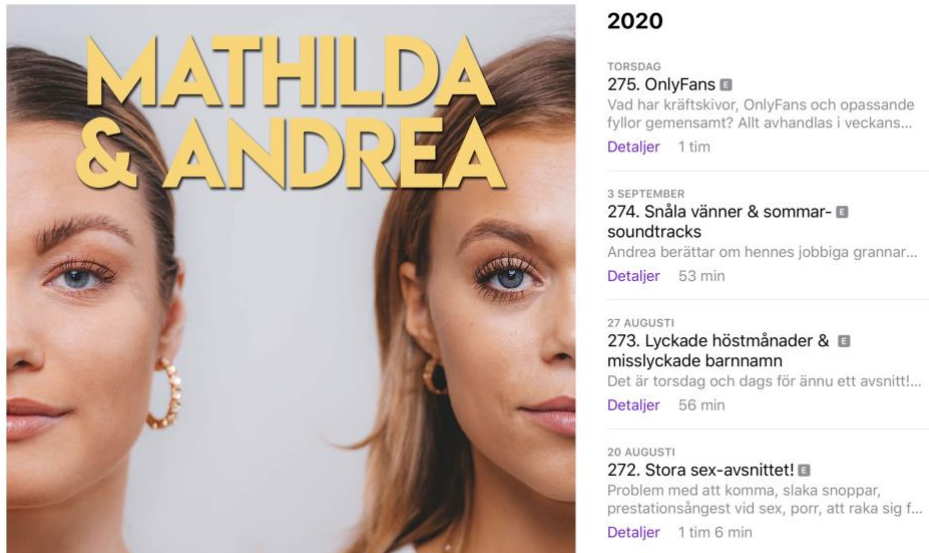 MATHILDA
& ANDREA
2020
TORSDAG
275. OnlyFans E
Vad har kräftskivor, OnlyFans och opassande
fyllor gemensamt? Allt avhandlas i veckans...
Detaljer 1 tim
3 SEPTEMBER
274. Snåla vänner & sommar- E
soundtracks
Andrea berättar om hennes jobbiga grannar...
Detaljer 53 min
27 AUGUSTI
273. Lyckade höstmånader & E
misslyckade barnnamn
Det är torsdag och dags för ännu ett avsnitt!...
Detaljer 56 min
20 AUGUSTI
272. Stora sex-avsnittet! E
Problem med att komma, slaka snoppar,
prestationsångest vid sex, porr, att raka sig f...
Detaljer 1 tim 6 min